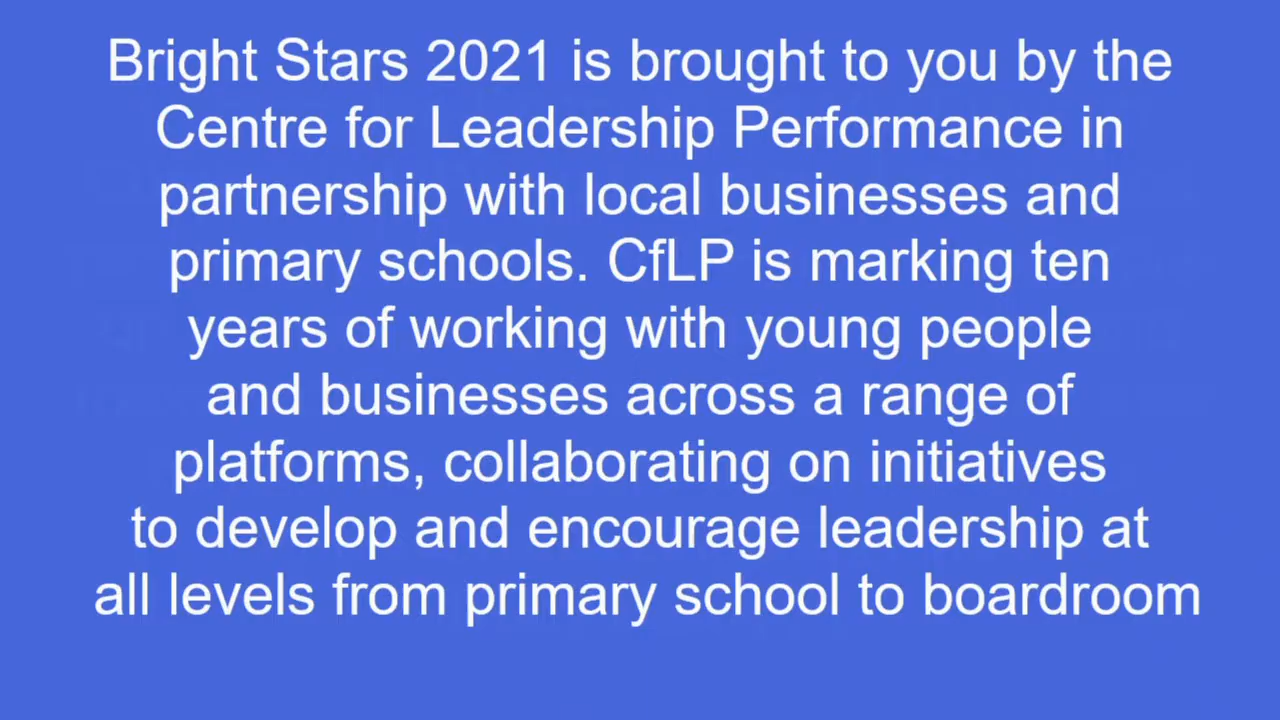 Bright Stars 2021 is brought to you by the
Centre for Leadership Performance in
partnership with local businesses and
primary schools. CfLP is marking ten
years of working with young people
and businesses across a range of
platforms, collaborating on initiatives
to develop and encourage leadership at
all levels from primary school to boardroom